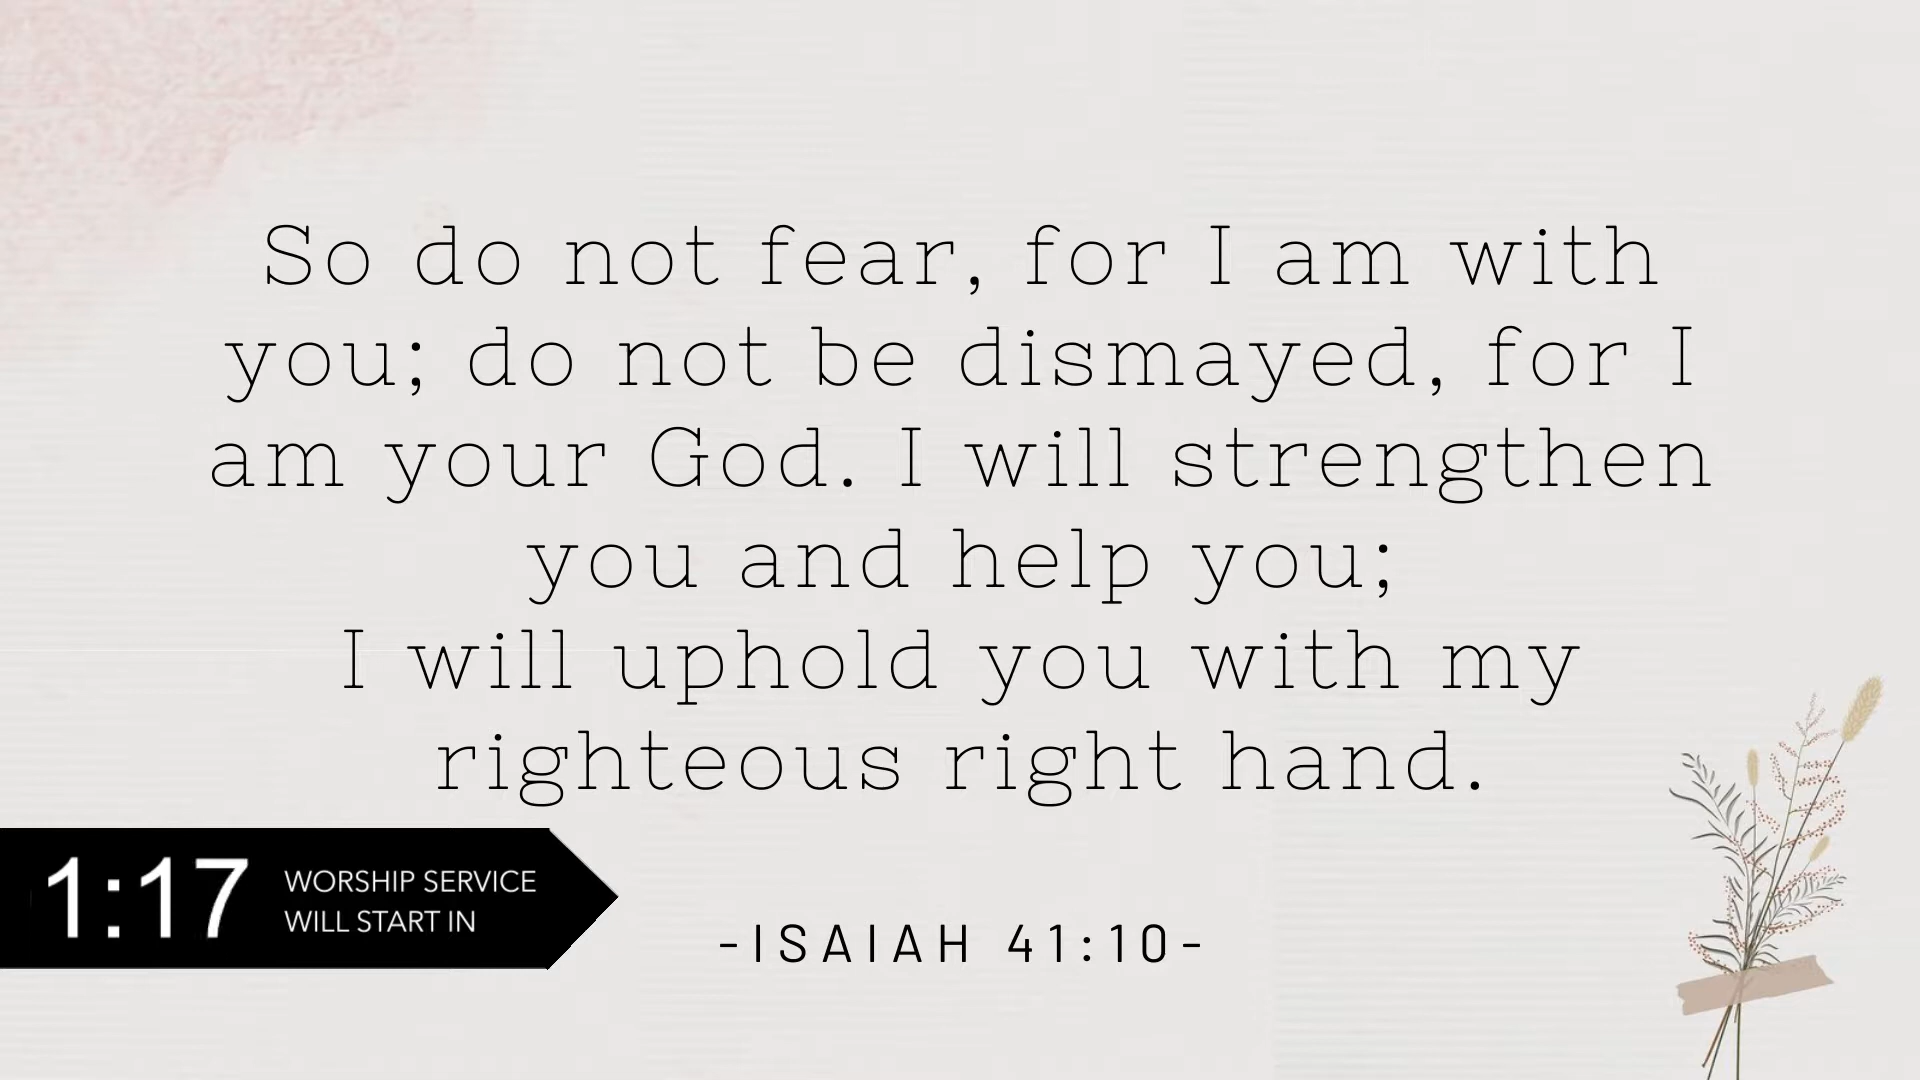 So do not fear, for I am with
you; do not be dismayed, for I
am your God. I will strengthen
you and help you;
I will uphold you with my
righteous right hand.
1:17
WORSHIP SERVICE
WILL START IN
-ISAIAH 41:10-